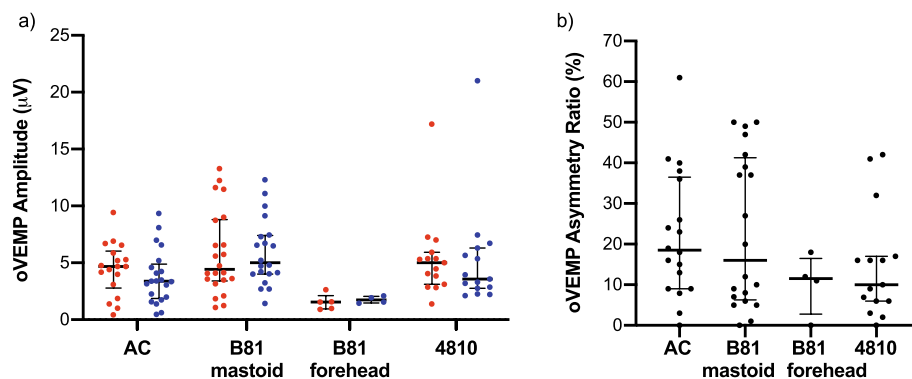 a)
oVEMP Amplitude (µV)
25
20
15
10
5
0
AC
B81
mastoid
B81
forehead
4810
b)
oVEMP Asymmetry Ratio (%)
70
60
50
40
30
20
10
0
AC
B81
mastoid
B81
forehead
4810